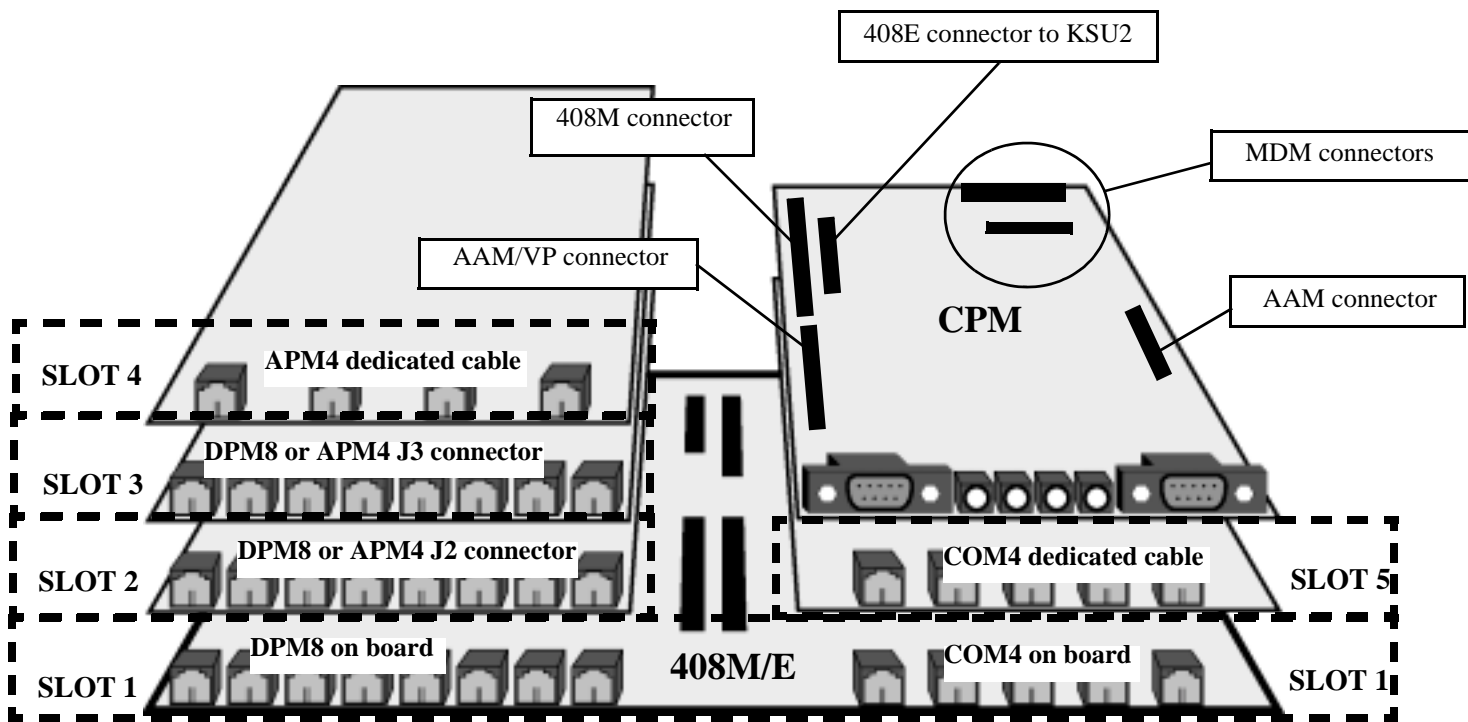 408E connector to KSU2
408M connector
MDM connectors
AAM/VP connector
AAM connector
CPM
SLOT 4
APM4 dedicated cable
SLOT 3
DPM8 or APM4 J3 connector
SLOT 2
DPM8 or APM4 J2 connector
COM4 dedicated cable
SLOT 5
SLOT 1
DPM8 on board
408M/E
COM4 on board
SLOT 1